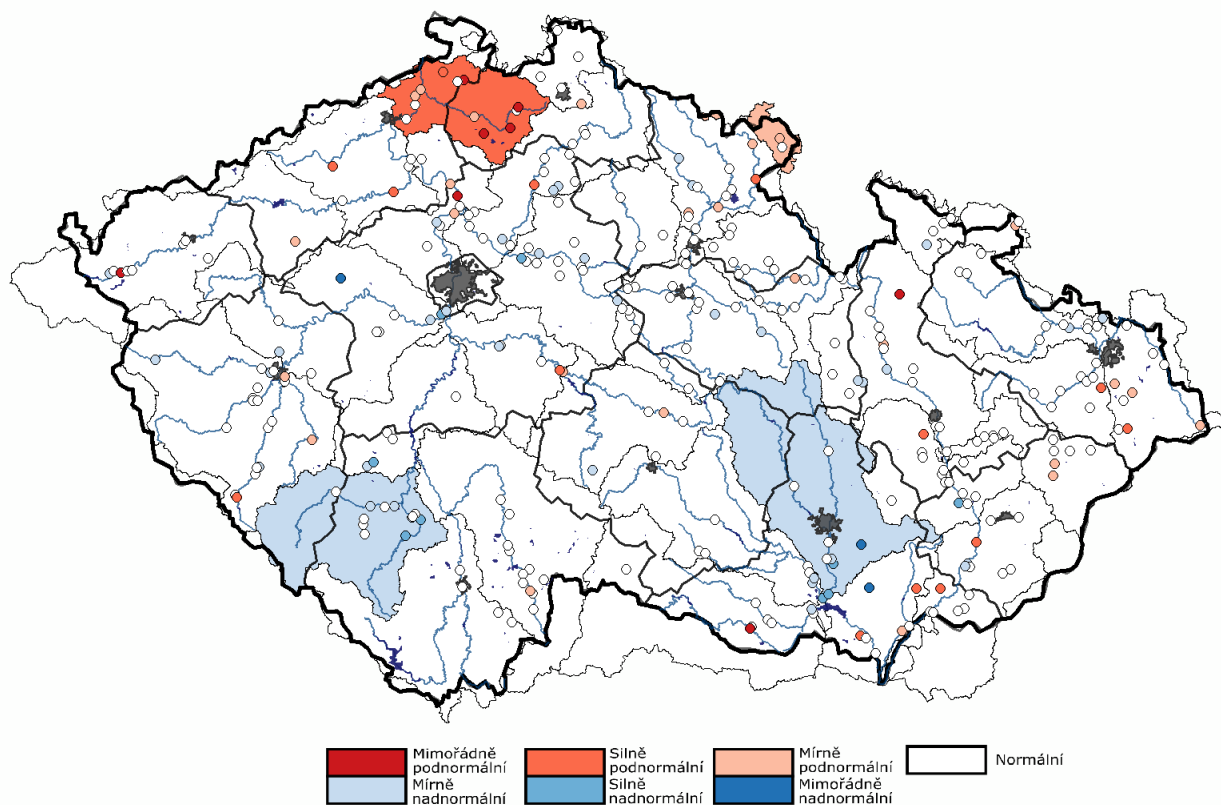 Mimořádně
podnormální
Silně
podnormální
Mírně
podnormální
Normální
Mírně
nadnormální
Silně
nadnormální
Mimořádně
nadnormální